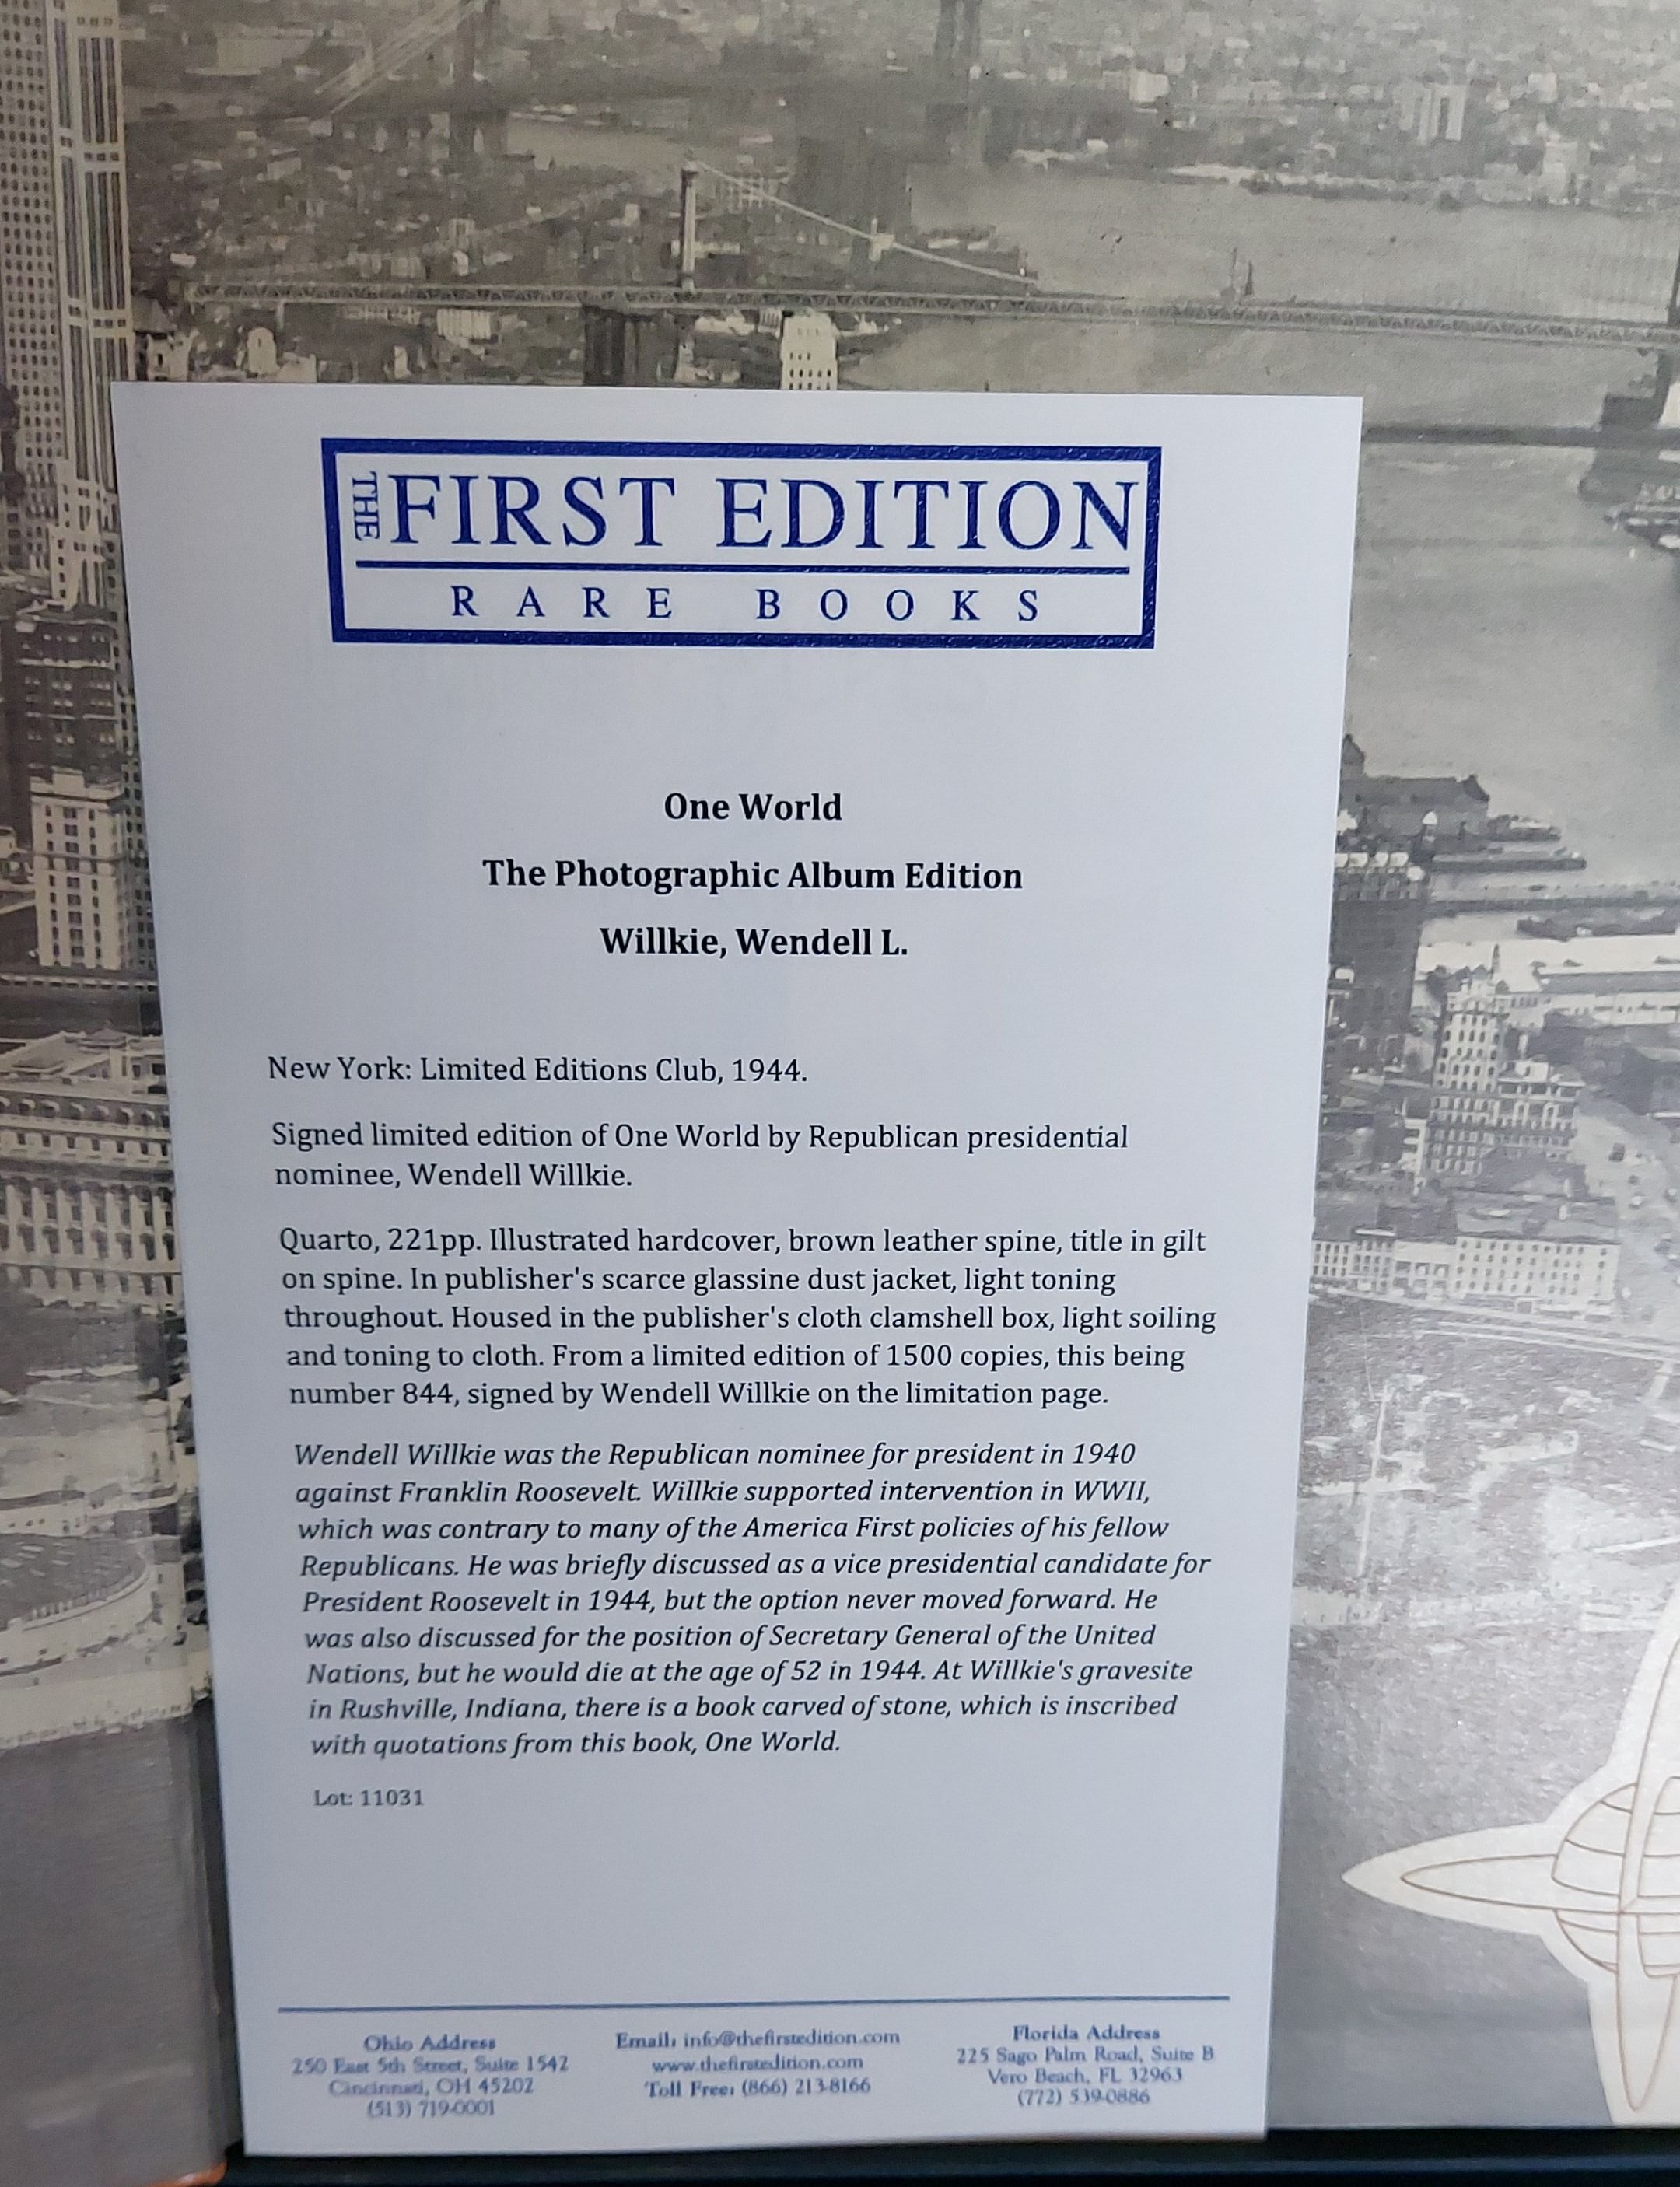 THE FIRST EDITION
RARE BOOKS
One World
The Photographic Album Edition
Willkie, Wendell L.
New York: Limited Editions Club, 1944.
Signed limited edition of One World by Republican presidential
nominee, Wendell Willkie.
Quarto, 221pp. Illustrated hardcover, brown leather spine, title in gilt
on spine. In publisher's scarce glassine dust jacket, light toning
throughout. Housed in the publisher's cloth clamshell box, light soiling
and toning to cloth. From a limited edition of 1500 copies, this being
number 844, signed by Wendell Willkie on the limitation page.
Wendell Willkie was the Republican nominee for president in 1940
against Franklin Roosevelt. Willkie supported intervention in WWII,
which was contrary to many of the America First policies of his fellow
Republicans. He was briefly discussed as a vice presidential candidate for
President Roosevelt in 1944, but the option never moved forward. He
was also discussed for the position of Secretary General of the United
Nations, but he would die at the age of 52 in 1944. At Willkie's gravesite
in Rushville, Indiana, there is a book carved of stone, which is inscribed
with quotations from this book, One World.
Lot: 11031
Ohio Address
250 East 5th Street, Suite 1542
Cincinnati, OH 45202
(513) 719-0001
Email: info@thefirstedition.com
www.thefirstedition.com
Toll Free: (866) 213-8166
Florida Address
225 Sago Palm Road, Suite B
Vero Beach, FL 32963
(772) 539-0886